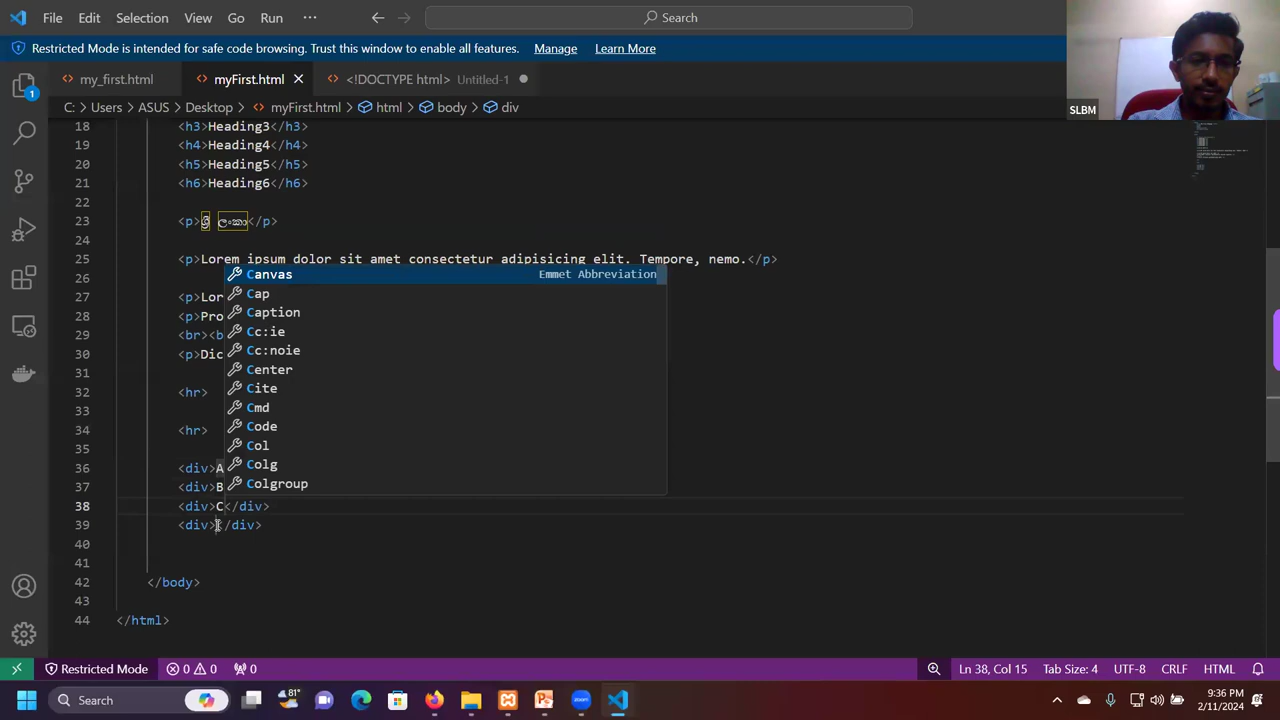 File Edit Selection View Go Run ··· Search
Restricted Mode is intended for safe code browsing. Trust this window to enable all features. Manage Learn More
my_first.html myFirst.html <!DOCTYPE html> Untitled-1
SLBM
C: > Users > ASUS > Desktop > myFirst.html > html > body > div
18 <h3>Heading3</h3>
19 <h4>Heading4</h4>
20 <h5>Heading5</h5>
21 <h6>Heading6</h6>
22
23 <p>ශ්‍රී ලංකා</p>
24
25 <p>Lorem ipsum dolor sit amet consectetur adipisicing elit. Tempore, nemo.</p>
Canvas Emmet Abbreviation
Cap
27 <p>Lor
Caption
28 <p>Pro
Cc:ie
29 <br><b
Cc:noie
30 <p>Dic
Center
31
Cite
32 <hr>
Cmd
33
Code
34 <hr>
Col
35
Colg
36 <div>A
Colgroup
37 <div>B
38 <div>C</div>
39 <div></div>
40
41
42 </body>
43
44 </html>
1
Restricted Mode 0 0 0 Ln 38, Col 15 Tab Size: 4 UTF-8 CRLF HTML
Search 81° 9:36 PM
2/11/2024